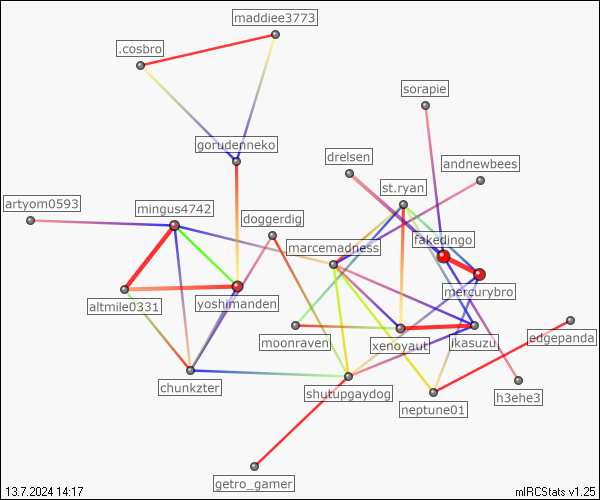 maddiee3773
.cosbro
sorapie
gorudenneko
drelsen
andnewbees
st.ryan
artyom0593
mingus4742
doggerdig
fakedingo
marcemadness
mercurybro
altmile0331
yoshimanden
moonraven
xenoyaut
ikasuzu
edgepanda
chunkzter
shutupgaydog
neptune01
h3ehe3
getro_gamer
13.7.2024 14:17
mIRCStats v1.25